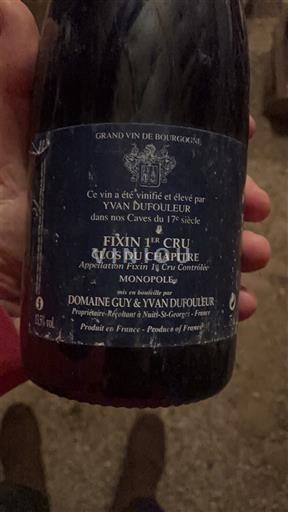 GRAND VIN DE BOURGOGNE
Ce vin a été vinifié et élevé par
YVAN DUFOULEUR
dans nos Caves du 17e siècle
FIXIN 1ER CRU
CLOS DU CHAPITRE
Appellation Fixin 1er Cru Contrôlée
MONOPOLE
mis en bouteille par
DOMAINE GUY & YVAN DUFOULEUR
Propriétaire-Récoltant à Nuits-St-Georges - France
Produit en France - Produce of France